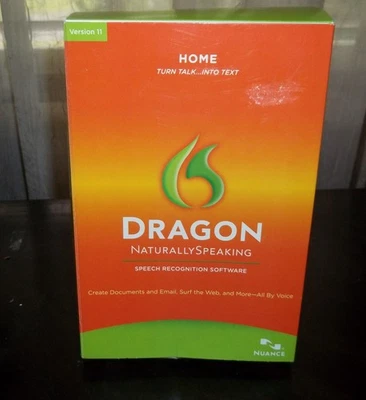 Version 11
HOME
TURN TALK...INTO TEXT
DRAGON
NATURALLYSPEAKING
SPEECH RECOGNITION SOFTWARE
Create Documents and Email, Surf the Web, and More—All By Voice
NUANCE